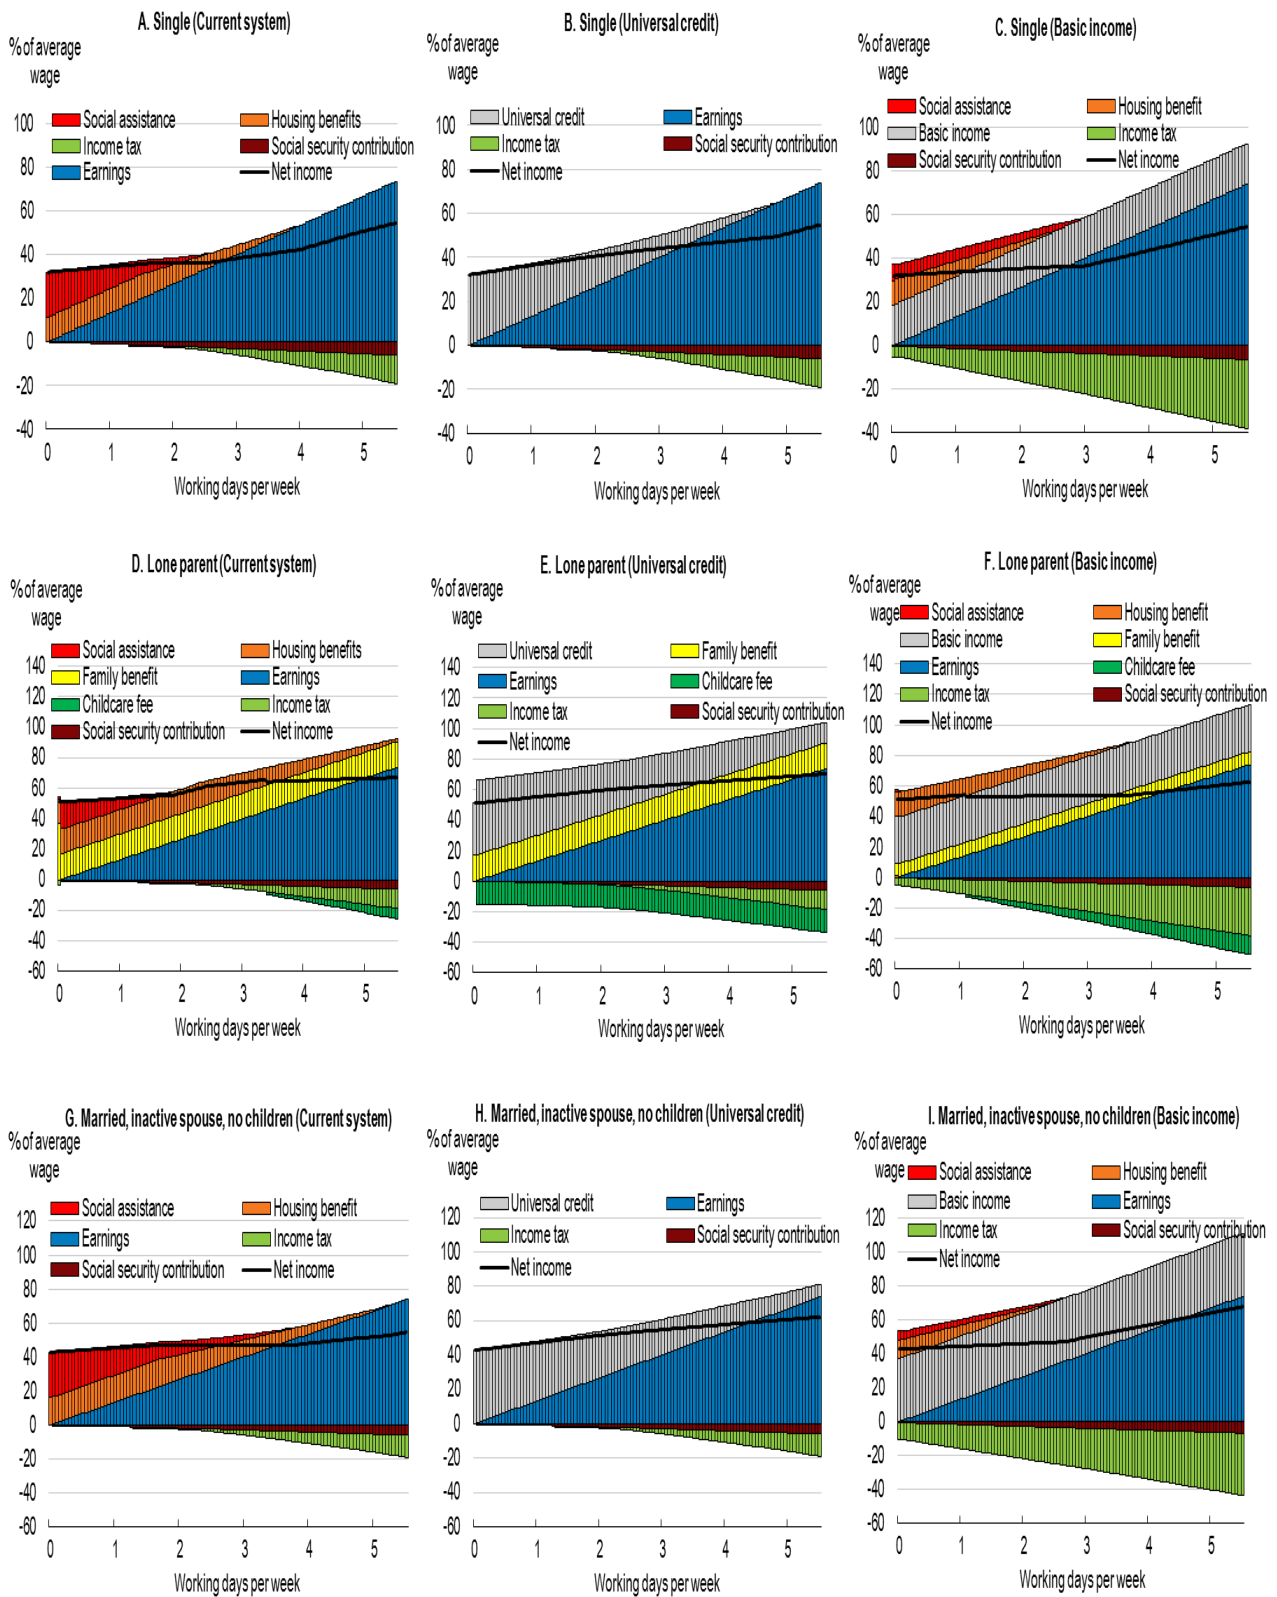 A. Single (Current system)
% of average
wage
Social assistance
Housing benefits
Income tax
Social security contribution
Earnings
Net income
100
80
60
40
20
0
-20
-40
0 1 2 3 4 5
Working days per week
B. Single (Universal credit)
% of average
wage
Universal credit
Earnings
Income tax
Social security contribution
Net income
100
80
60
40
20
0
-20
-40
0 1 2 3 4 5
Working days per week
C. Single (Basic income)
% of average
wage
Social assistance
Housing benefit
Basic income
Income tax
Social security contribution
Net income
100
80
60
40
20
0
-20
-40
0 1 2 3 4 5
Working days per week
D. Lone parent (Current system)
% of average
wage
Social assistance
Housing benefits
Family benefit
Earnings
Childcare fee
Income tax
Social security contribution
Net income
140
120
100
80
60
40
20
0
-20
-40
-60
0 1 2 3 4 5
Working days per week
E. Lone parent (Universal credit)
% of average
wage
Universal credit
Family benefit
Earnings
Childcare fee
Income tax
Social security contribution
Net income
140
120
100
80
60
40
20
0
-20
-40
-60
0 1 2 3 4 5
Working days per week
F. Lone parent (Basic income)
% of average
wage
Social assistance
Housing benefit
Basic income
Family benefit
Earnings
Childcare fee
Income tax
Social security contribution
Net income
140
120
100
80
60
40
20
0
-20
-40
-60
0 1 2 3 4 5
Working days per week
G. Married, inactive spouse, no children (Current system)
% of average
wage
Social assistance
Housing benefit
Earnings
Income tax
Social security contribution
Net income
120
100
80
60
40
20
0
-20
-40
-60
0 1 2 3 4 5
Working days per week
H. Married, inactive spouse, no children (Universal credit)
% of average
wage
Universal credit
Earnings
Income tax
Social security contribution
Net income
120
100
80
60
40
20
0
-20
-40
-60
0 1 2 3 4 5
Working days per week
I. Married, inactive spouse, no children (Basic income)
% of average
wage
Social assistance
Housing benefit
Basic income
Earnings
Income tax
Social security contribution
Net income
120
100
80
60
40
20
0
-20
-40
-60
0 1 2 3 4 5
Working days per week